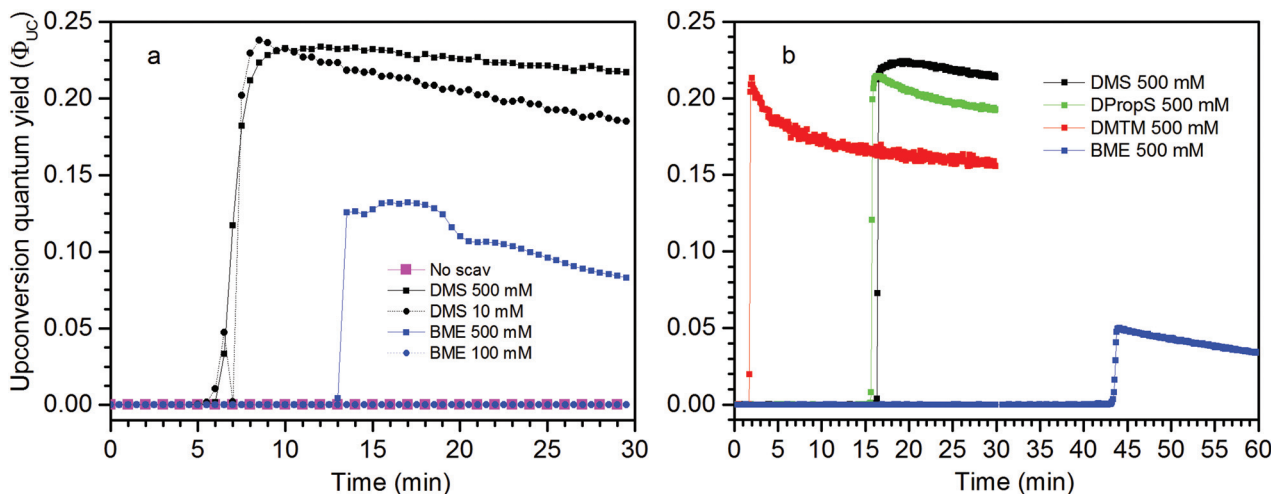 Upconversion quantum yield (Φ_UC)
0.25
0.20
0.15
0.10
0.05
0.00
a
No scav
DMS 500 mM
DMS 10 mM
BME 500 mM
BME 100 mM
0 5 10 15 20 25 30
Time (min)
0.25
0.20
0.15
0.10
0.05
0.00
b
DMS 500 mM
DPropS 500 mM
DMTM 500 mM
BME 500 mM
0 5 10 15 20 25 30 45 50 55 60
Time (min)